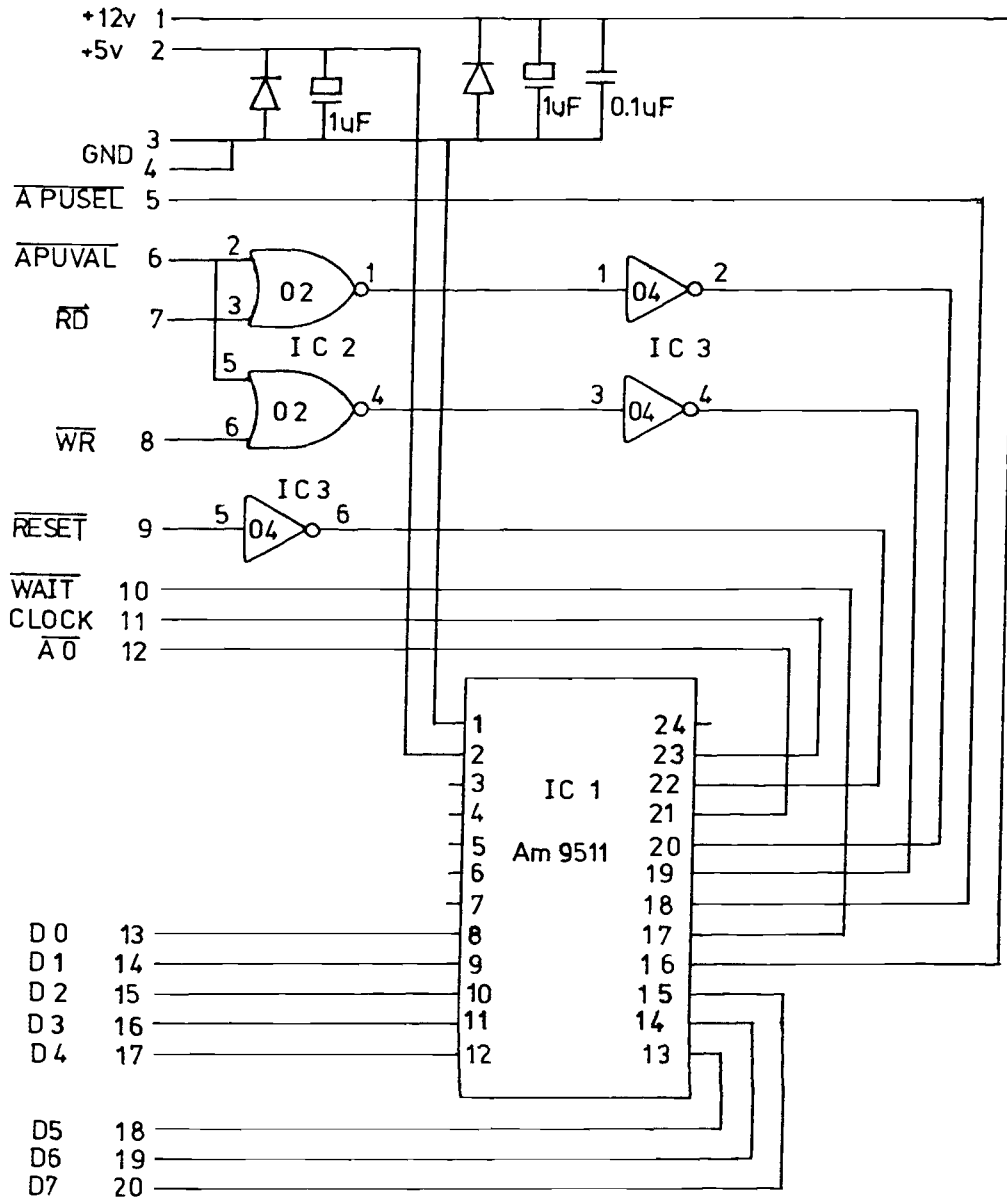 +12v 1
+5v 2
1uF 1uF 0.1uF
GND 3
4
APUSEL 5
APUVAL 6 2 1 1 2
02 04
RD 7 3
IC 2 IC 3
5
02 4 3 04 4
WR 8 6
IC3
RESET 9 5 04 6
WAIT 10
CLOCK 11
A0 12
1 24
2 23
3 IC 1 22
4 21
5 Am 9511 20
6 19
7 18
D0 13 8 17
D1 14 9 16
D2 15 10 15
D3 16 11 14
D4 17 12 13
D5 18
D6 19
D7 20